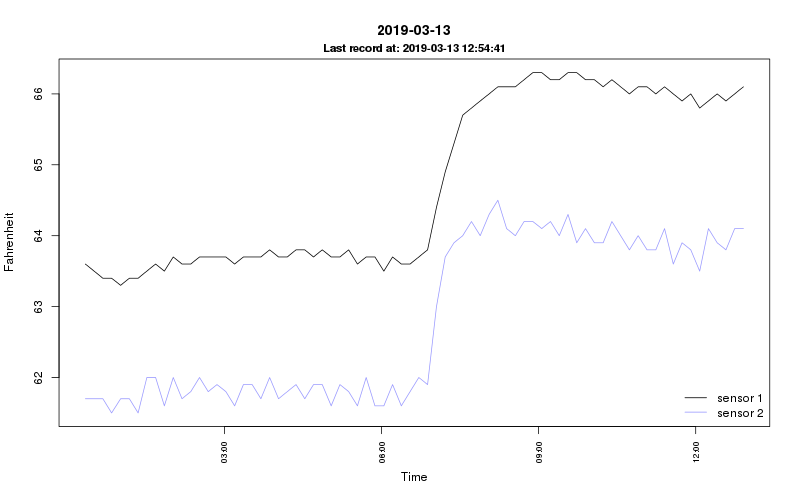 2019-03-13
Last record at: 2019-03-13 12:54:41
Fahrenheit
66
65
64
63
62
sensor 1
sensor 2
03:00
06:00
09:00
12:00
Time